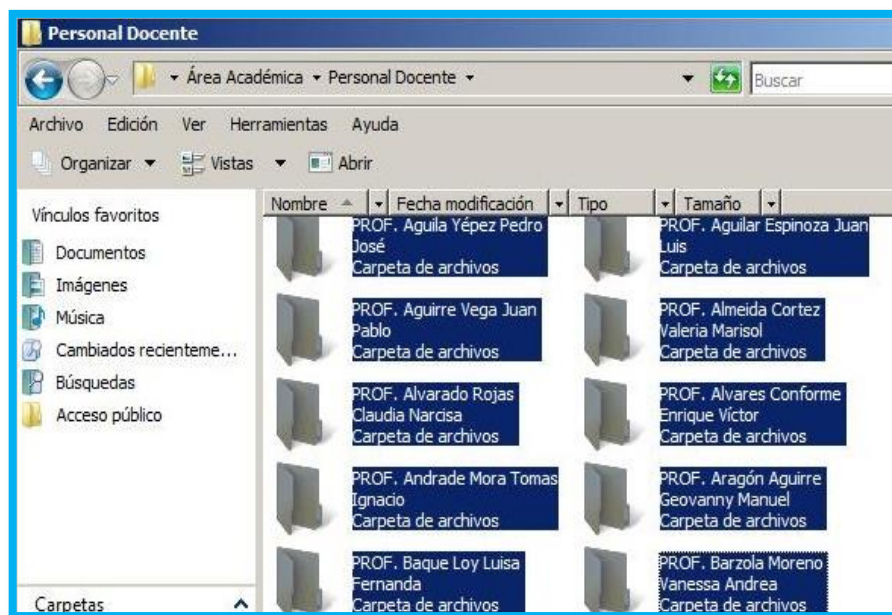 Personal Docente
Área Académica Personal Docente
Buscar
Archivo Edición Ver Herramientas Ayuda
Organizar Vistas Abrir
Vínculos favoritos
Documentos
Imágenes
Música
Cambiados recienteme...
Búsquedas
Acceso público
Carpetas
Nombre Fecha modificación Tipo Tamaño
PROF. Aguila Yépez Pedro
José
Carpeta de archivos
PROF. Aguilar Espinoza Juan
Luis
Carpeta de archivos
PROF. Aguirre Vega Juan
Pablo
Carpeta de archivos
PROF. Almeida Cortez
Valeria Marisol
Carpeta de archivos
PROF. Alvarado Rojas
Claudia Narcisa
Carpeta de archivos
PROF. Alvares Conforme
Enrique Víctor
Carpeta de archivos
PROF. Andrade Mora Tomas
Ignacio
Carpeta de archivos
PROF. Aragón Aguirre
Geovanny Manuel
Carpeta de archivos
PROF. Baque Loy Luisa
Fernanda
Carpeta de archivos
PROF. Barzola Moreno
Vanessa Andrea
Carpeta de archivos